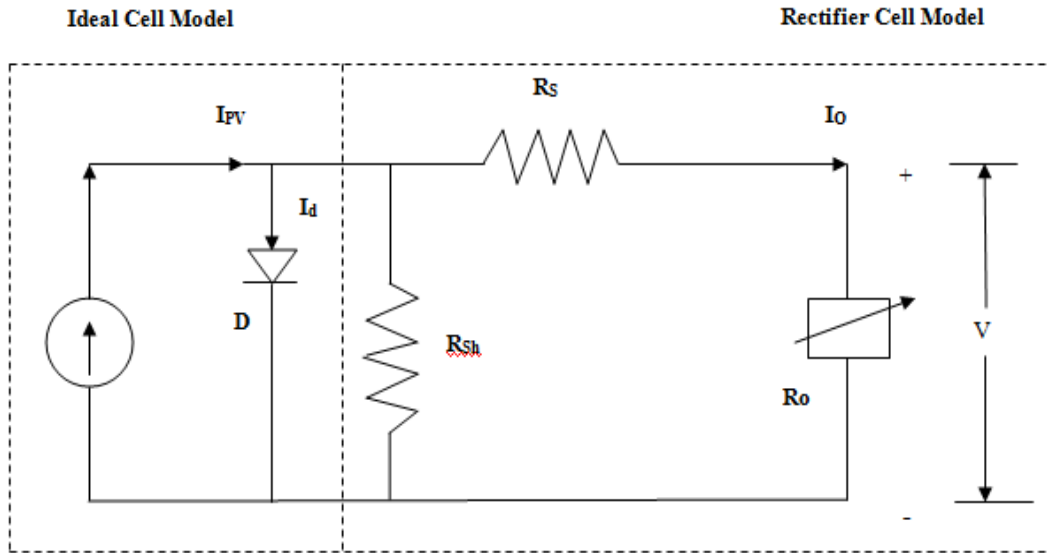 Ideal Cell Model
Rectifier Cell Model
RS
IPV
IO
+
Id
D
RSh
V
Ro
-